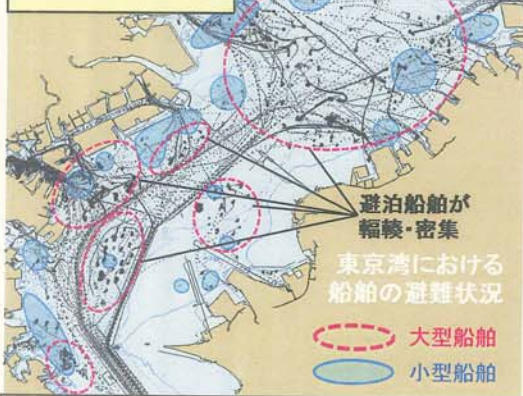 避泊船舶が
輻輳・密集
東京湾における
船舶の避難状況
大型船舶
小型船舶